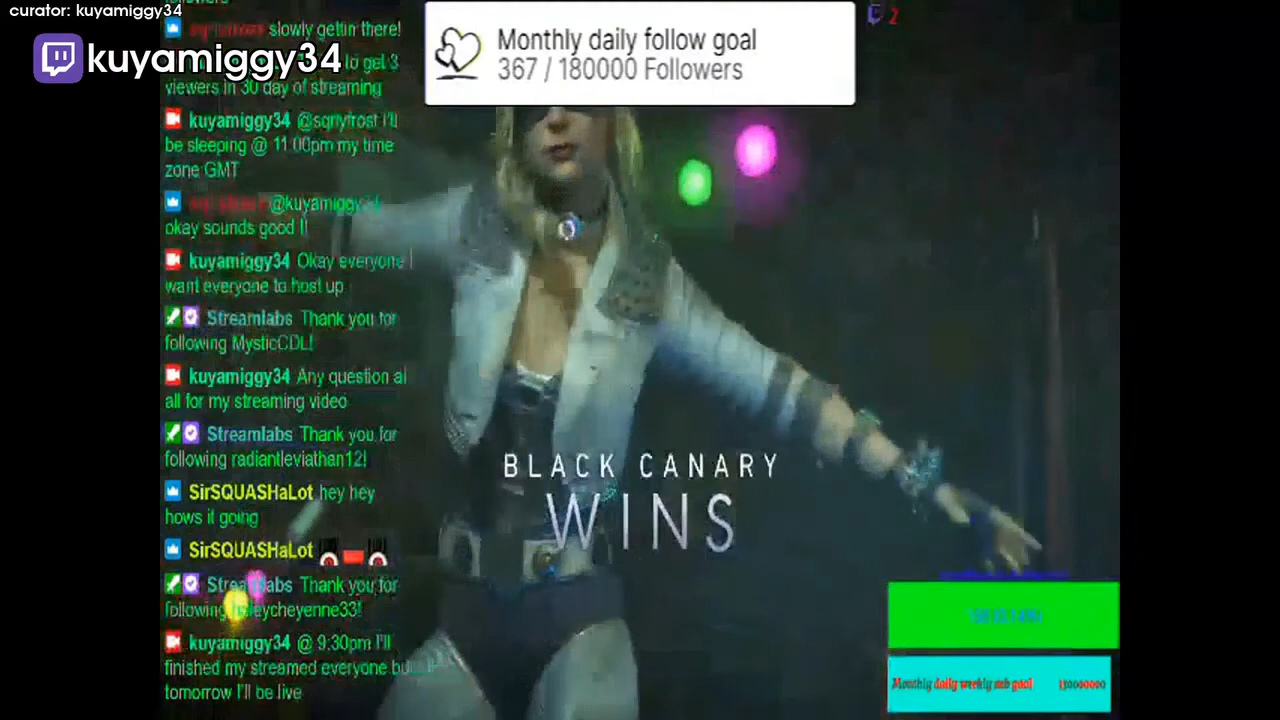 curator: kuyamiggy34
kuyamiggy34
followers
slowly gettin there!
to get 3
viewers in 30 day of streaming
kuyamiggy34 @sgrlyfrost I'll
be sleeping @ 11:00pm my time
zone GMT
@kuyamiggy34
okay sounds good !!
kuyamiggy34 Okay everyone I
want everyone to host up
Streamlabs Thank you for
following MysticCDL!
kuyamiggy34 Any question at
all for my streaming video
Streamlabs Thank you for
following radiantleviathan12!
SirSQUASHaLot hey hey
hows it going
SirSQUASHaLot
Streamlabs Thank you for
following haleycheyenne33!
kuyamiggy34 @ 9:30pm I'll
finished my streamed everyone but
tomorrow I'll be live
Monthly daily follow goal
367 / 180000 Followers
2
BLACK CANARY
WINS
Monthly daily weekly sub goal